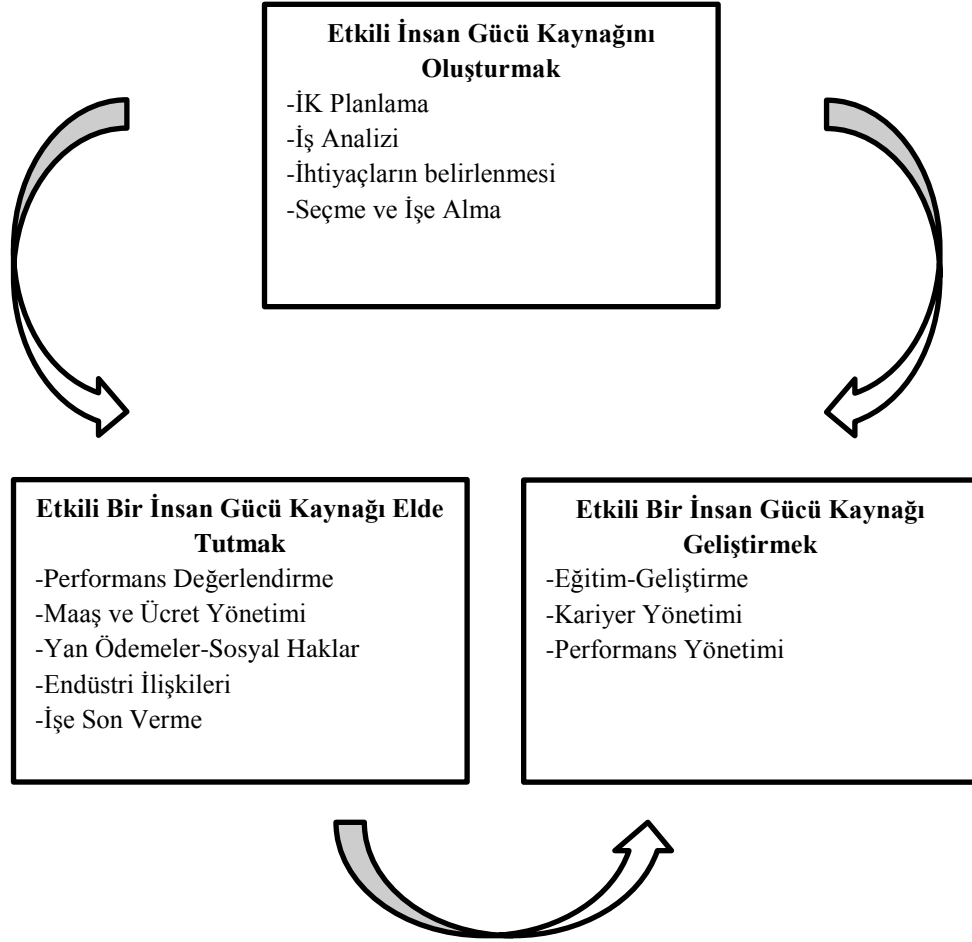 Etkili İnsan Gücü Kaynağını
Oluşturmak
-İK Planlama
-İş Analizi
-İhtiyaçların belirlenmesi
-Seçme ve İşe Alma
Etkili Bir İnsan Gücü Kaynağı Elde
Tutmak
-Performans Değerlendirme
-Maaş ve Ücret Yönetimi
-Yan Ödemeler-Sosyal Haklar
-Endüstri İlişkileri
-İşe Son Verme
Etkili Bir İnsan Gücü Kaynağı
Geliştirmek
-Eğitim-Geliştirme
-Kariyer Yönetimi
-Performans Yönetimi